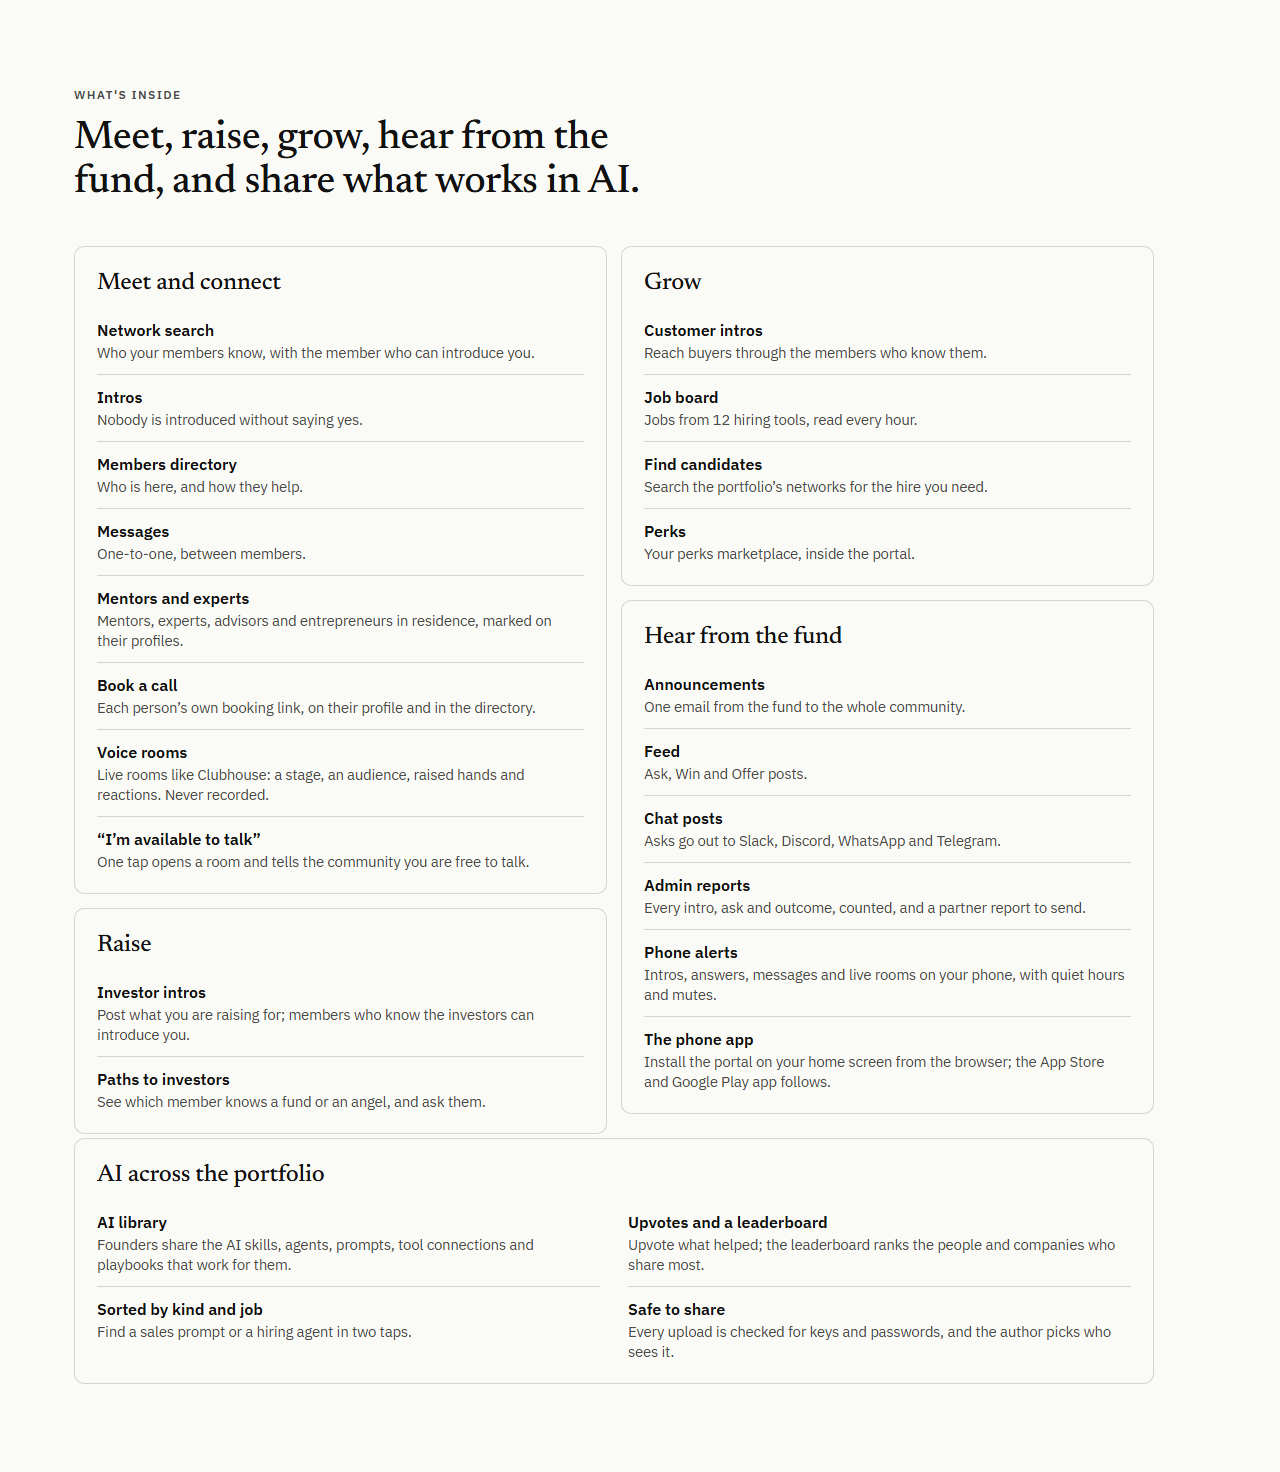 WHAT'S INSIDE
Meet, raise, grow, hear from the
fund, and share what works in AI.
Meet and connect
Network search
Who your members know, with the member who can introduce you.
Intros
Nobody is introduced without saying yes.
Members directory
Who is here, and how they help.
Messages
One-to-one, between members.
Mentors and experts
Mentors, experts, advisors and entrepreneurs in residence, marked on
their profiles.
Book a call
Each person’s own booking link, on their profile and in the directory.
Voice rooms
Live rooms like Clubhouse: a stage, an audience, raised hands and
reactions. Never recorded.
“I’m available to talk”
One tap opens a room and tells the community you are free to talk.
Raise
Investor intros
Post what you are raising for; members who know the investors can
introduce you.
Paths to investors
See which member knows a fund or an angel, and ask them.
Grow
Customer intros
Reach buyers through the members who know them.
Job board
Jobs from 12 hiring tools, read every hour.
Find candidates
Search the portfolio’s networks for the hire you need.
Perks
Your perks marketplace, inside the portal.
Hear from the fund
Announcements
One email from the fund to the whole community.
Feed
Ask, Win and Offer posts.
Chat posts
Asks go out to Slack, Discord, WhatsApp and Telegram.
Admin reports
Every intro, ask and outcome, counted, and a partner report to send.
Phone alerts
Intros, answers, messages and live rooms on your phone, with quiet hours
and mutes.
The phone app
Install the portal on your home screen from the browser; the App Store
and Google Play app follows.
AI across the portfolio
AI library
Founders share the AI skills, agents, prompts, tool connections and
playbooks that work for them.
Sorted by kind and job
Find a sales prompt or a hiring agent in two taps.
Upvotes and a leaderboard
Upvote what helped; the leaderboard ranks the people and companies who
share most.
Safe to share
Every upload is checked for keys and passwords, and the author picks who
sees it.